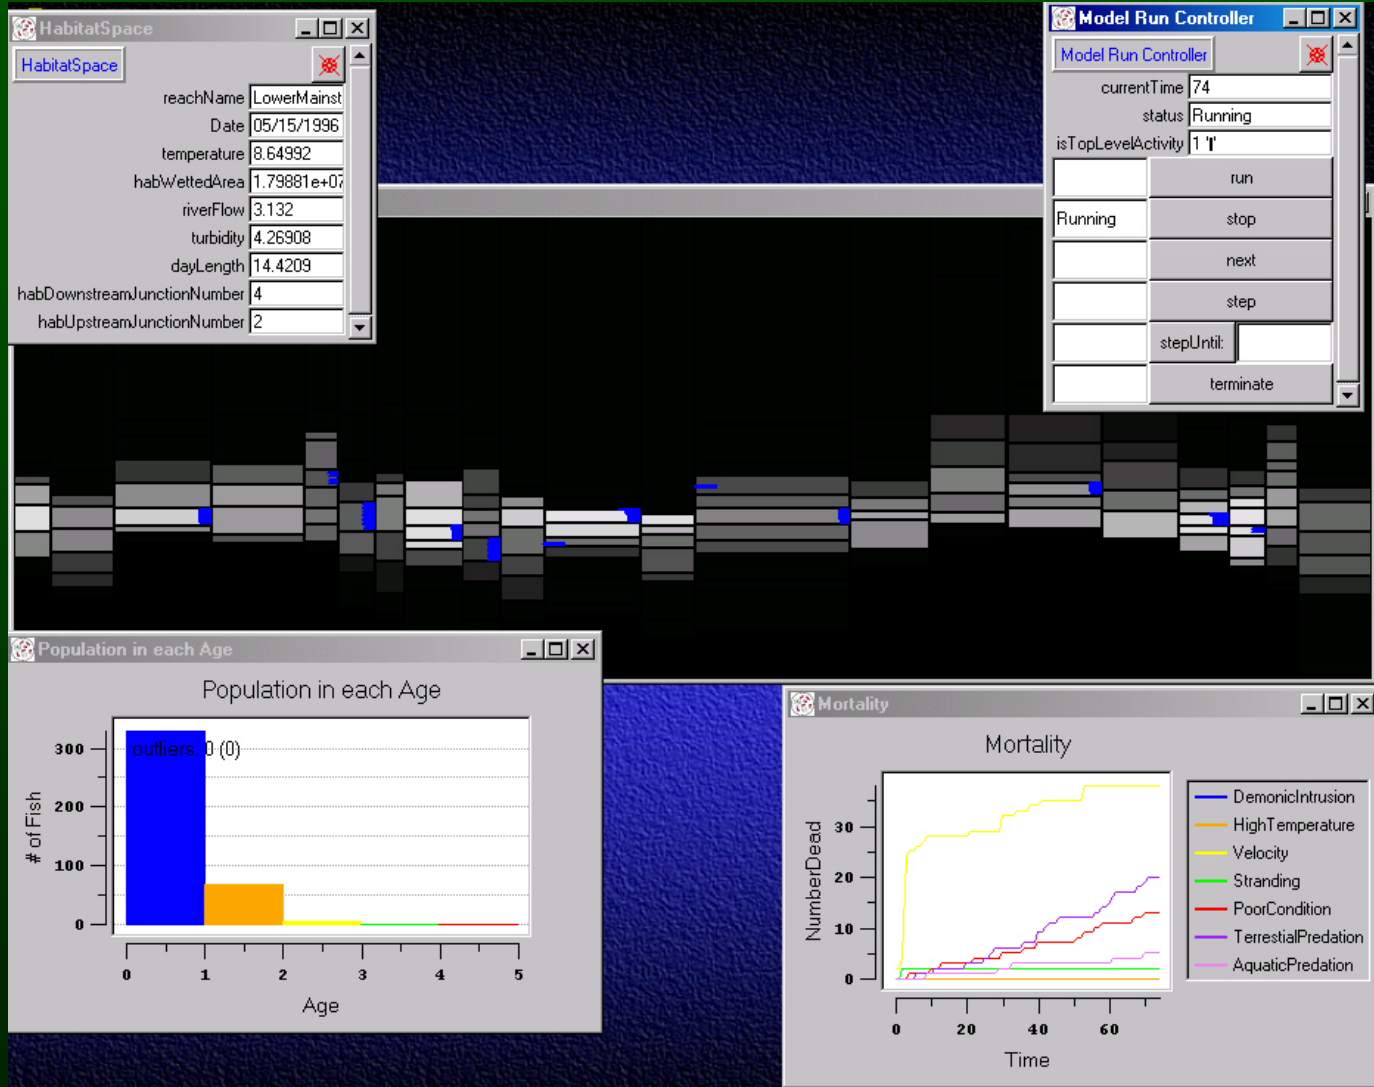 HabitatSpace
HabitatSpace
reachName LowerMainst
Date 05/15/1996
temperature 8.64992
habWettedArea 1.79881e+07
riverFlow 3.132
turbidity 4.26908
dayLength 14.4209
habDownstreamJunctionNumber 4
habUpstreamJunctionNumber 2
Model Run Controller
Model Run Controller
currentTime 74
status Running
isTopLevelActivity 1 '
run
Running stop
next
step
stepUntil:
terminate
Population in each Age
Population in each Age
outliers: 0 (0)
# of Fish
300
200
100
0
0 1 2 3 4 5
Age
Mortality
Mortality
NumberDead
30
20
10
0
0 20 40 60
Time
DemonicIntrusion
HighTemperature
Velocity
Stranding
PoorCondition
TerrestialPredation
AquaticPredation